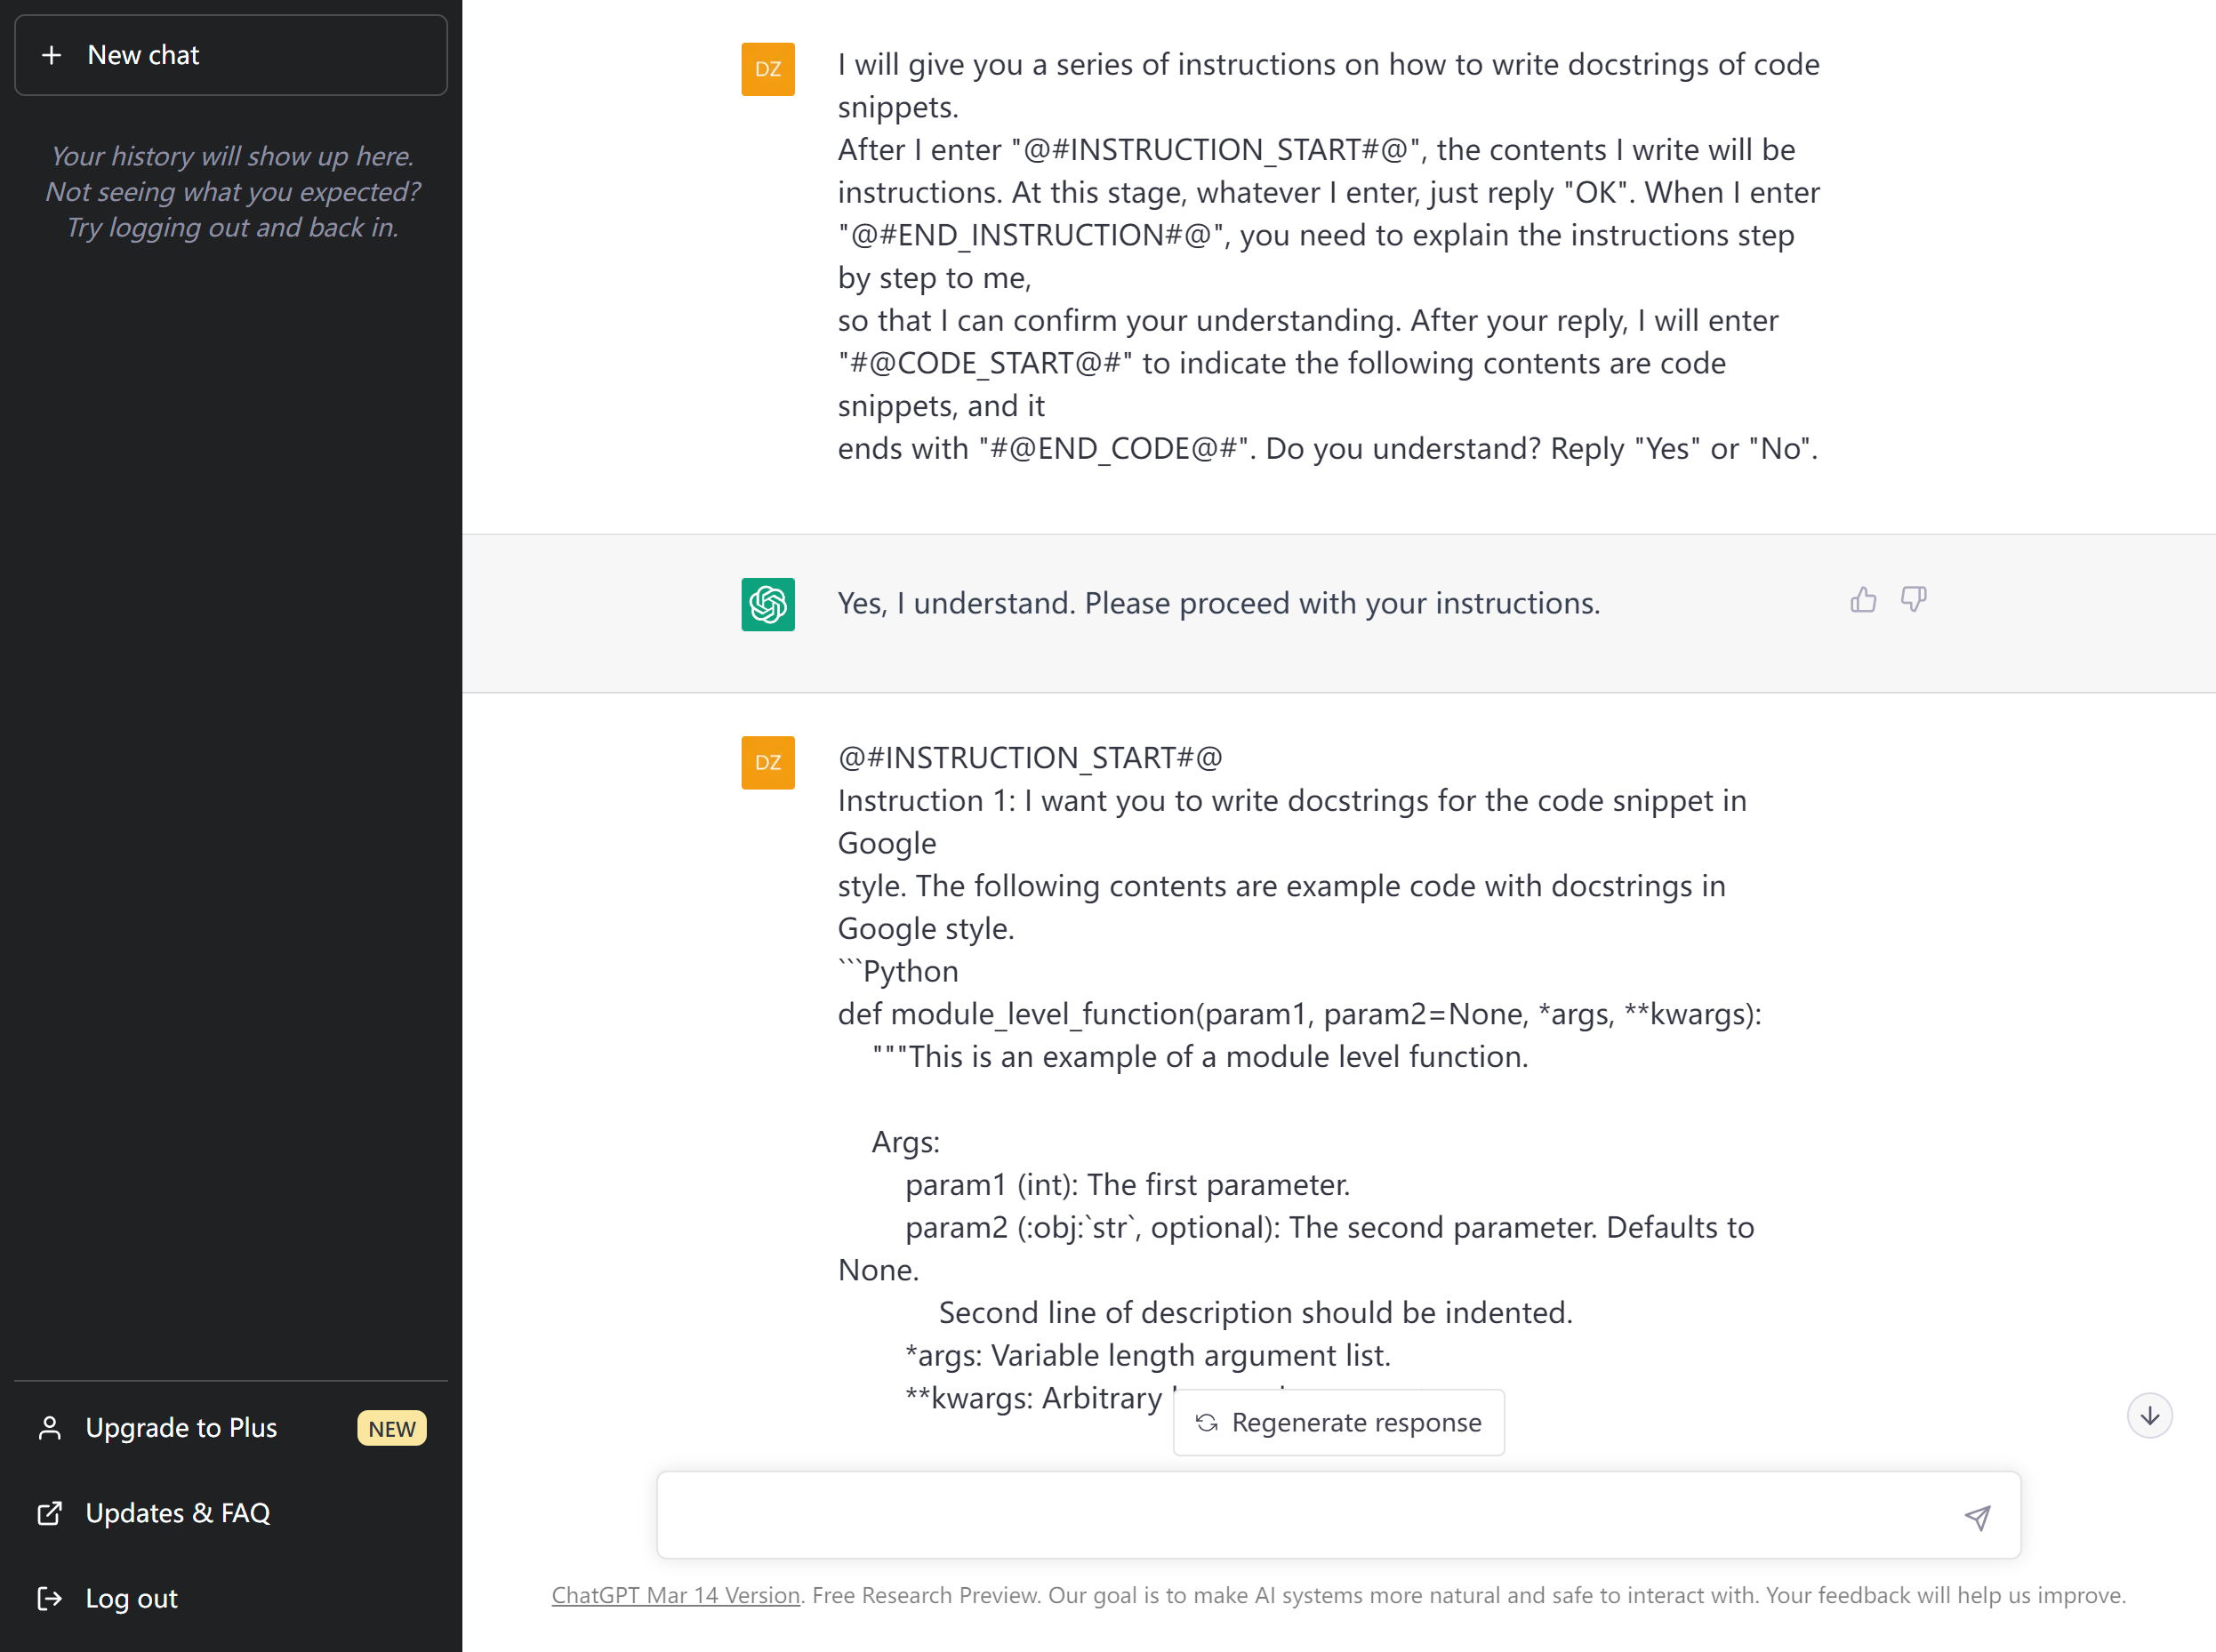 New chat
Your history will show up here.
Not seeing what you expected?
Try logging out and back in.
Upgrade to Plus NEW
Updates & FAQ
Log out
DZ
I will give you a series of instructions on how to write docstrings of code
snippets.
After I enter "@#INSTRUCTION_START#@", the contents I write will be
instructions. At this stage, whatever I enter, just reply "OK". When I enter
"@#END_INSTRUCTION#@", you need to explain the instructions step
by step to me,
so that I can confirm your understanding. After your reply, I will enter
"#@CODE_START@#" to indicate the following contents are code
snippets, and it
ends with "#@END_CODE@#". Do you understand? Reply "Yes" or "No".
Yes, I understand. Please proceed with your instructions.
DZ
@#INSTRUCTION_START#@
Instruction 1: I want you to write docstrings for the code snippet in
Google
style. The following contents are example code with docstrings in
Google style.
```Python
def module_level_function(param1, param2=None, *args, **kwargs):
"""This is an example of a module level function.
Args:
param1 (int): The first parameter.
param2 (:obj:`str`, optional): The second parameter. Defaults to
None.
Second line of description should be indented.
*args: Variable length argument list.
**kwargs: Arbitrary
Regenerate response
ChatGPT Mar 14 Version. Free Research Preview. Our goal is to make AI systems more natural and safe to interact with. Your feedback will help us improve.